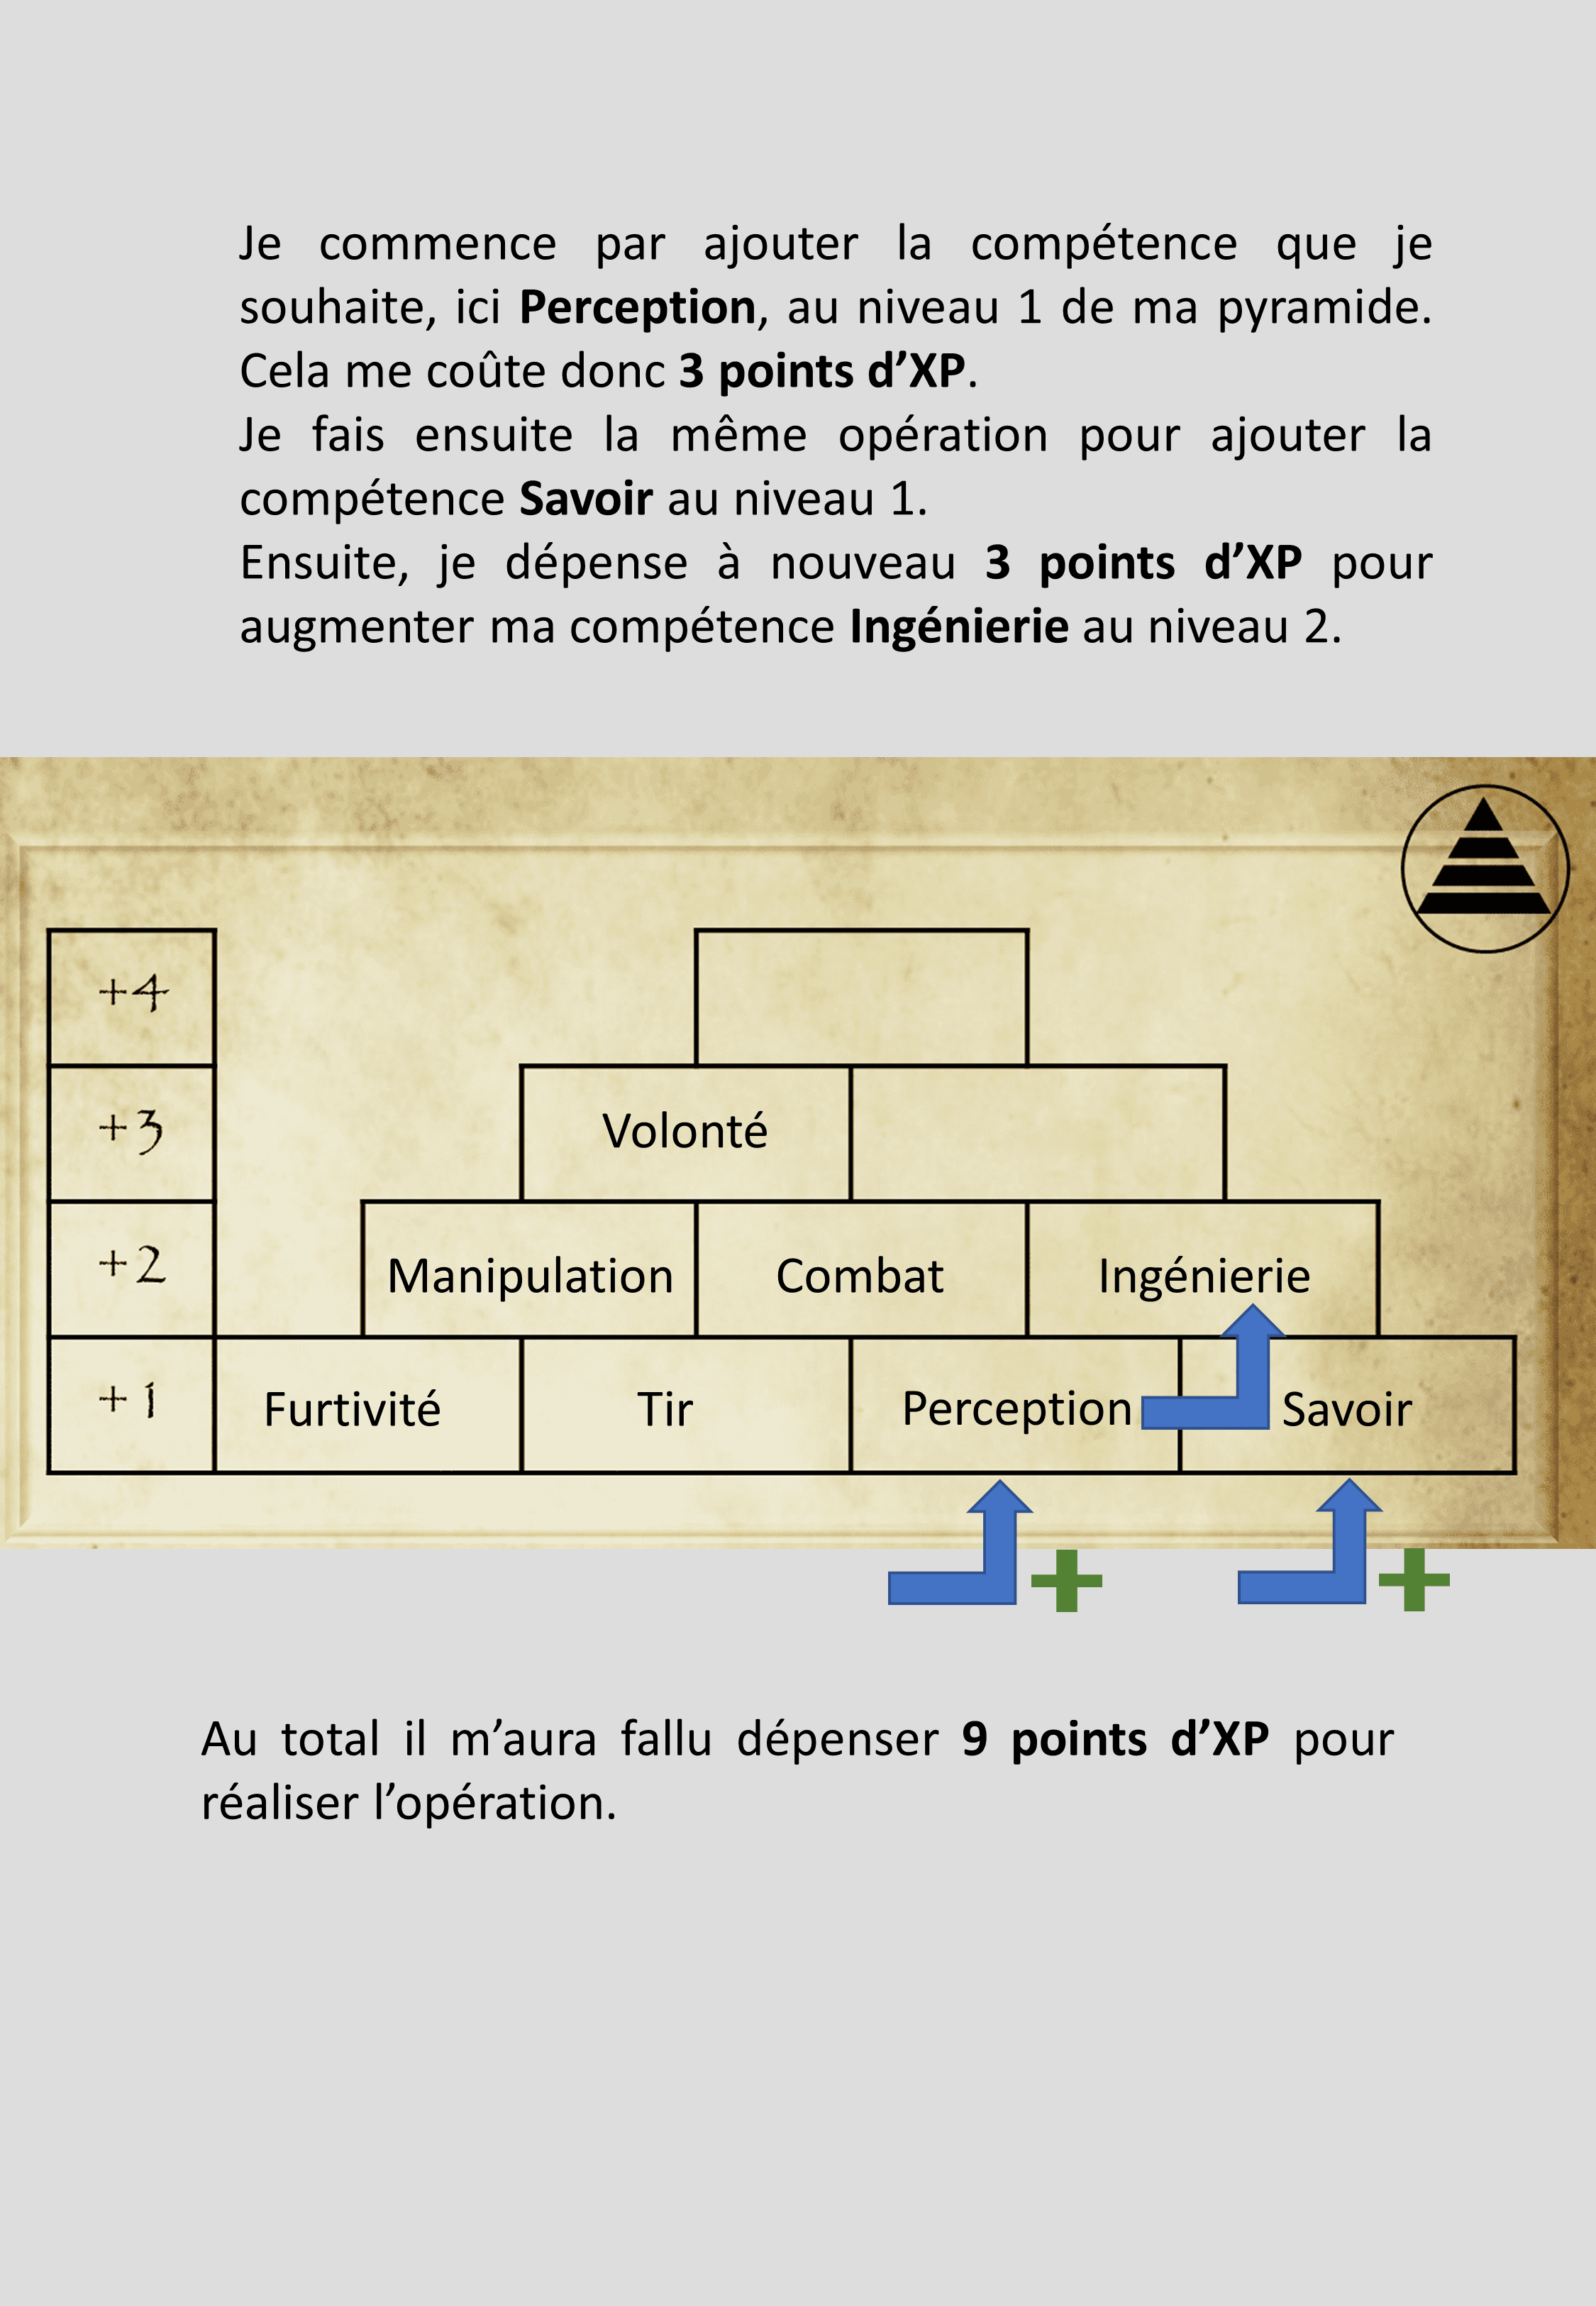 Je commence par ajouter la compétence que je
souhaite, ici Perception, au niveau 1 de ma pyramide.
Cela me coûte donc 3 points d’XP.
Je fais ensuite la même opération pour ajouter la
compétence Savoir au niveau 1.
Ensuite, je dépense à nouveau 3 points d’XP pour
augmenter ma compétence Ingénierie au niveau 2.
+4
+3 Volonté
+2 Manipulation Combat Ingénierie
+1 Furtivité Tir Perception Savoir
Au total il m’aura fallu dépenser 9 points d’XP pour
réaliser l’opération.